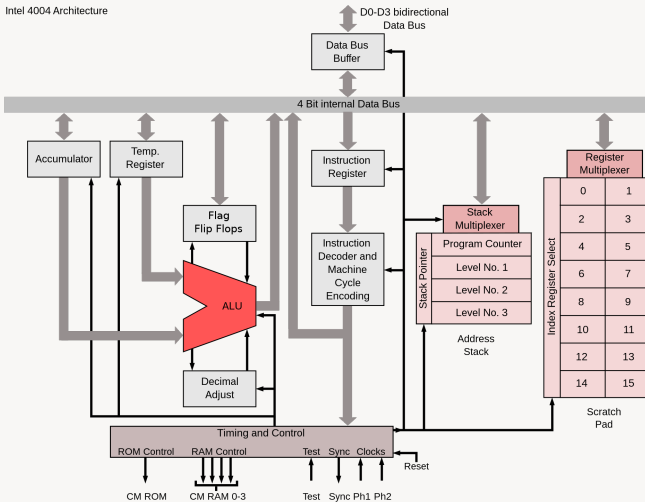 Intel 4004 Architecture
D0-D3 bidirectional
Data Bus
Data Bus
Buffer
4 Bit internal Data Bus
Accumulator
Temp.
Register
Instruction
Register
Register
Multiplexer
Flag
Flip Flops
Stack
Multiplexer
Index Register Select
0 1
2 3
4 5
6 7
8 9
10 11
12 13
14 15
Instruction
Decoder and
Machine
Cycle
Encoding
Stack Pointer
Program Counter
Level No. 1
Level No. 2
Level No. 3
ALU
Address
Stack
Decimal
Adjust
Scratch
Pad
Timing and Control
ROM Control RAM Control Test Sync Clocks
Reset
CM ROM CM RAM 0-3 Test Sync Ph1 Ph2